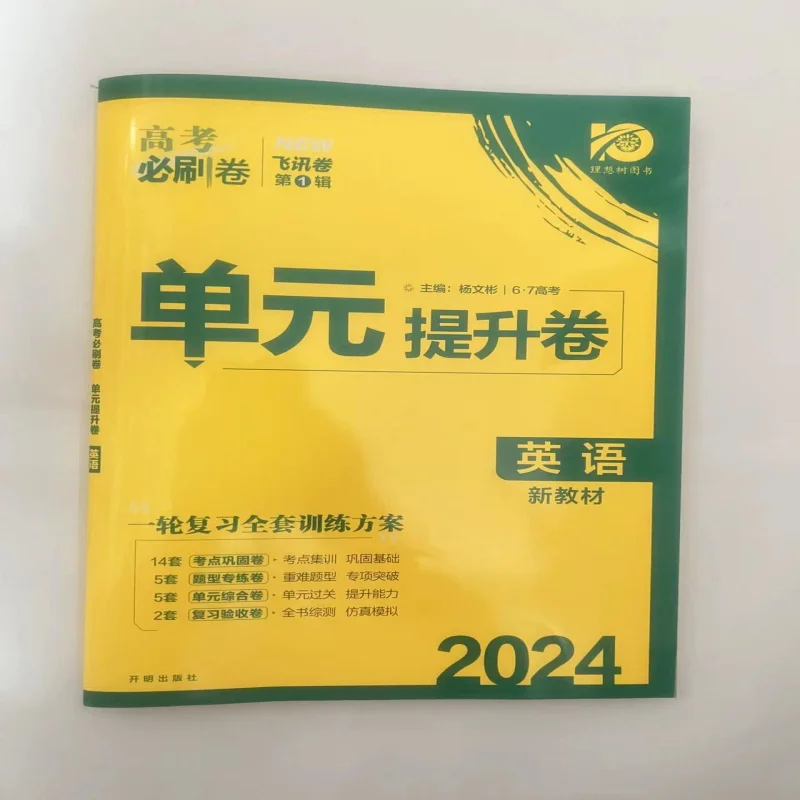 高考
必刷卷
NEW
飞讯卷
第1辑
理想树图书
主编：杨文彬 | 6·7高考
单元 提升卷
英语
新教材
一轮复习全套训练方案
14套 考点巩固卷·考点集训 巩固基础
5套 题型专练卷·重难题型 专项突破
5套 单元综合卷·单元过关 提升能力
2套 复习验收卷·全书综测 仿真模拟
2024
开明出版社
高考必刷卷 单元提升卷 英语